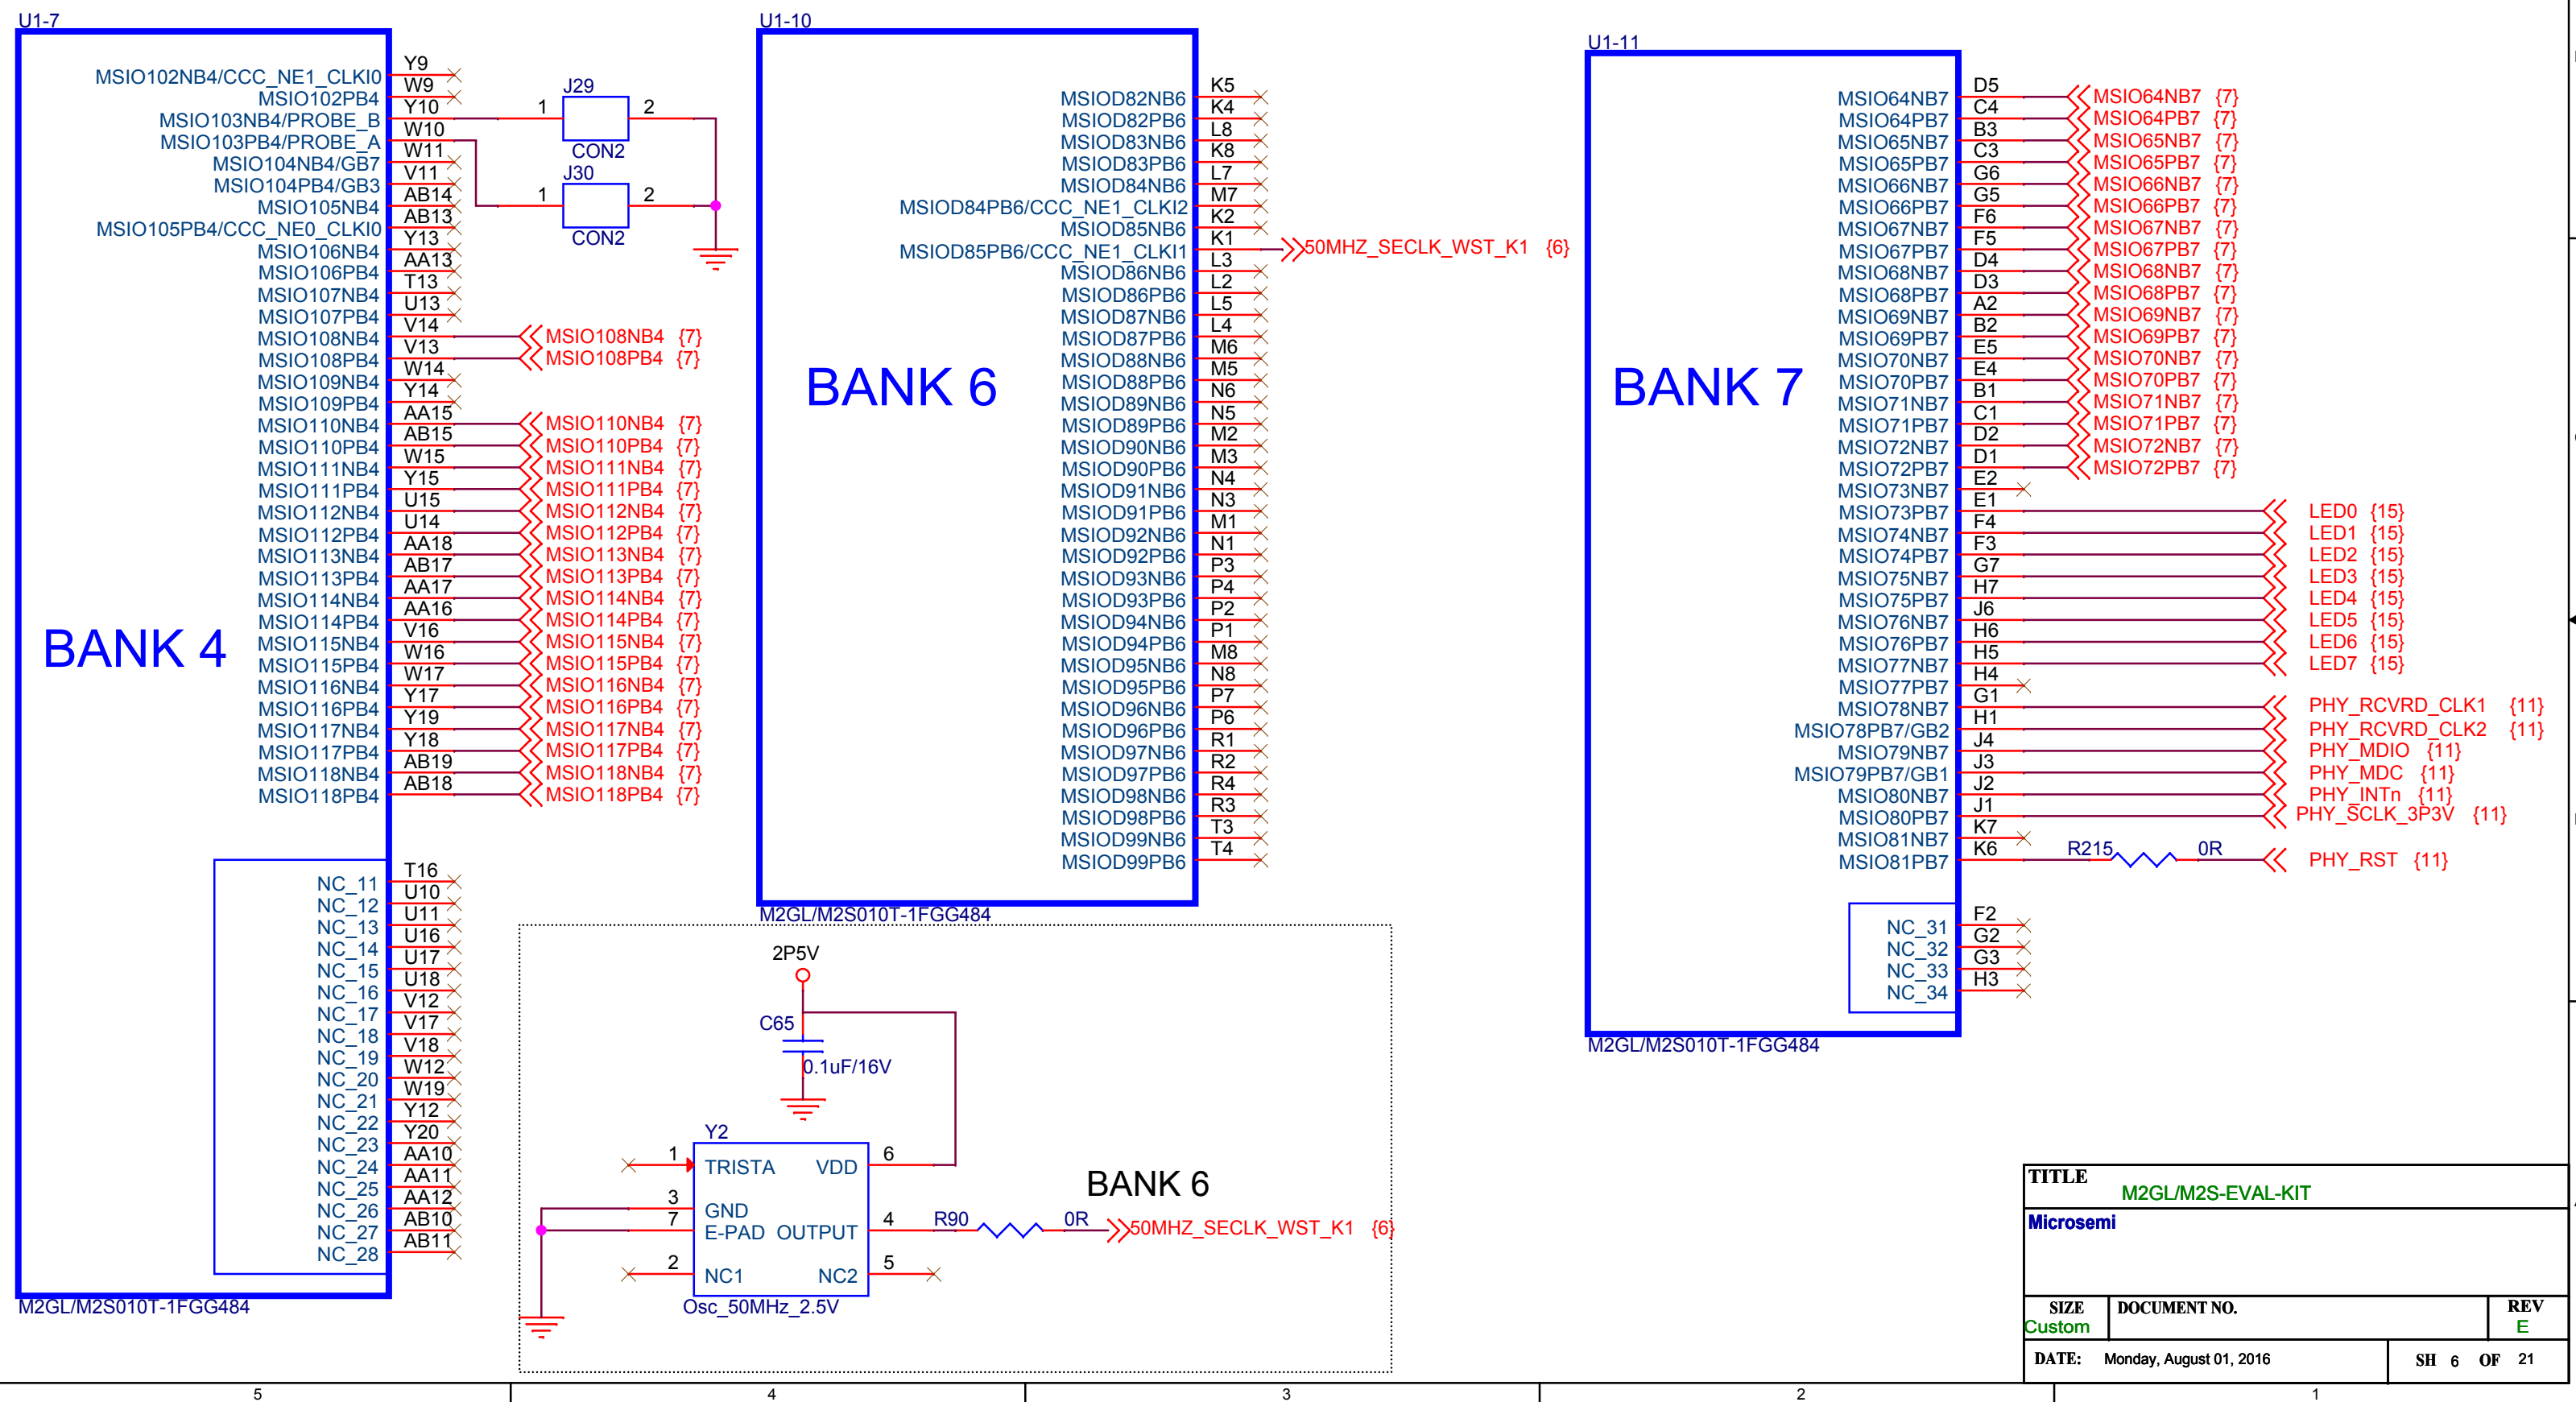 U1-7
MSIO102NB4/CCC_NE1_CLKI0 Y9
MSIO102PB4 W9
MSIO103NB4/PROBE_B Y10
MSIO103PB4/PROBE_A W10
MSIO104NB4/GB7 W11
MSIO104PB4/GB3 V11
MSIO105NB4 AB14
MSIO105PB4/CCC_NE0_CLKI0 AB13
MSIO106NB4 Y13
MSIO106PB4 AA13
MSIO107NB4 T13
MSIO107PB4 U13
MSIO108NB4 V14 MSIO108NB4 {7}
MSIO108PB4 V13 MSIO108PB4 {7}
MSIO109NB4 W14
MSIO109PB4 Y14
MSIO110NB4 AA15 MSIO110NB4 {7}
MSIO110PB4 AB15 MSIO110PB4 {7}
MSIO111NB4 W15 MSIO111NB4 {7}
MSIO111PB4 Y15 MSIO111PB4 {7}
MSIO112NB4 U15 MSIO112NB4 {7}
MSIO112PB4 U14 MSIO112PB4 {7}
MSIO113NB4 AA18 MSIO113NB4 {7}
MSIO113PB4 AB17 MSIO113PB4 {7}
MSIO114NB4 AA17 MSIO114NB4 {7}
MSIO114PB4 AA16 MSIO114PB4 {7}
MSIO115NB4 V16 MSIO115NB4 {7}
MSIO115PB4 W16 MSIO115PB4 {7}
MSIO116NB4 W17 MSIO116NB4 {7}
MSIO116PB4 Y17 MSIO116PB4 {7}
MSIO117NB4 Y19 MSIO117NB4 {7}
MSIO117PB4 Y18 MSIO117PB4 {7}
MSIO118NB4 AB19 MSIO118NB4 {7}
MSIO118PB4 AB18 MSIO118PB4 {7}
BANK 4
NC_11 T16
NC_12 U10
NC_13 U11
NC_14 U16
NC_15 U17
NC_16 U18
NC_17 V12
NC_18 V17
NC_19 V18
NC_20 W12
NC_21 W19
NC_22 Y12
NC_23 Y20
NC_24 AA10
NC_25 AA11
NC_26 AA12
NC_27 AB10
NC_28 AB11
M2GL/M2S010T-1FGG484
J29
1 2
CON2
J30
1 2
CON2
U1-10
MSIOD82NB6 K5
MSIOD82PB6 K4
MSIOD83NB6 L8
MSIOD83PB6 K8
MSIOD84NB6 L7
MSIOD84PB6/CCC_NE1_CLKI2 M7
MSIOD85NB6 K2
MSIOD85PB6/CCC_NE1_CLKI1 K1 50MHZ_SECLK_WST_K1 {6}
MSIOD86NB6 L3
MSIOD86PB6 L2
MSIOD87NB6 L5
MSIOD87PB6 L4
MSIOD88NB6 M6
MSIOD88PB6 M5
MSIOD89NB6 N6
MSIOD89PB6 N5
MSIOD90NB6 M2
MSIOD90PB6 M3
MSIOD91NB6 N4
MSIOD91PB6 N3
MSIOD92NB6 M1
MSIOD92PB6 N1
MSIOD93NB6 P3
MSIOD93PB6 P4
MSIOD94NB6 P2
MSIOD94PB6 P1
MSIOD95NB6 M8
MSIOD95PB6 N8
MSIOD96NB6 P7
MSIOD96PB6 P6
MSIOD97NB6 R1
MSIOD97PB6 R2
MSIOD98NB6 R4
MSIOD98PB6 R3
MSIOD99NB6 T3
MSIOD99PB6 T4
BANK 6
M2GL/M2S010T-1FGG484
2P5V
C65
0.1uF/16V
Y2
1 TRISTA VDD 6
3 GND
7 E-PAD OUTPUT 4 R90 0R 50MHZ_SECLK_WST_K1 {6}
2 NC1 NC2 5
Osc_50MHz_2.5V
BANK 6
U1-11
MSIO64NB7 D5 MSIO64NB7 {7}
MSIO64PB7 C4 MSIO64PB7 {7}
MSIO65NB7 B3 MSIO65NB7 {7}
MSIO65PB7 C3 MSIO65PB7 {7}
MSIO66NB7 G6 MSIO66NB7 {7}
MSIO66PB7 G5 MSIO66PB7 {7}
MSIO67NB7 F6 MSIO67NB7 {7}
MSIO67PB7 F5 MSIO67PB7 {7}
MSIO68NB7 D4 MSIO68NB7 {7}
MSIO68PB7 D3 MSIO68PB7 {7}
MSIO69NB7 A2 MSIO69NB7 {7}
MSIO69PB7 B2 MSIO69PB7 {7}
MSIO70NB7 E5 MSIO70NB7 {7}
MSIO70PB7 E4 MSIO70PB7 {7}
MSIO71NB7 B1 MSIO71NB7 {7}
MSIO71PB7 C1 MSIO71PB7 {7}
MSIO72NB7 D2 MSIO72NB7 {7}
MSIO72PB7 D1 MSIO72PB7 {7}
MSIO73NB7 E2
MSIO73PB7 E1 LED0 {15}
MSIO74NB7 F4 LED1 {15}
MSIO74PB7 F3 LED2 {15}
MSIO75NB7 G7 LED3 {15}
MSIO75PB7 H7 LED4 {15}
MSIO76NB7 J6 LED5 {15}
MSIO76PB7 H6 LED6 {15}
MSIO77NB7 H5 LED7 {15}
MSIO77PB7 H4
MSIO78NB7 G1 PHY_RCVRD_CLK1 {11}
MSIO78PB7/GB2 H1 PHY_RCVRD_CLK2 {11}
MSIO79NB7 J4 PHY_MDIO {11}
MSIO79PB7/GB1 J3 PHY_MDC {11}
MSIO80NB7 J2 PHY_INTn {11}
MSIO80PB7 J1 PHY_SCLK_3P3V {11}
MSIO81NB7 K7
MSIO81PB7 K6 R215 0R PHY_RST {11}
BANK 7
NC_31 F2
NC_32 G2
NC_33 G3
NC_34 H3
M2GL/M2S010T-1FGG484
TITLE
M2GL/M2S-EVAL-KIT
Microsemi
SIZE DOCUMENT NO. REV
Custom E
DATE: Monday, August 01, 2016 SH 6 OF 21
5 4 3 2 1